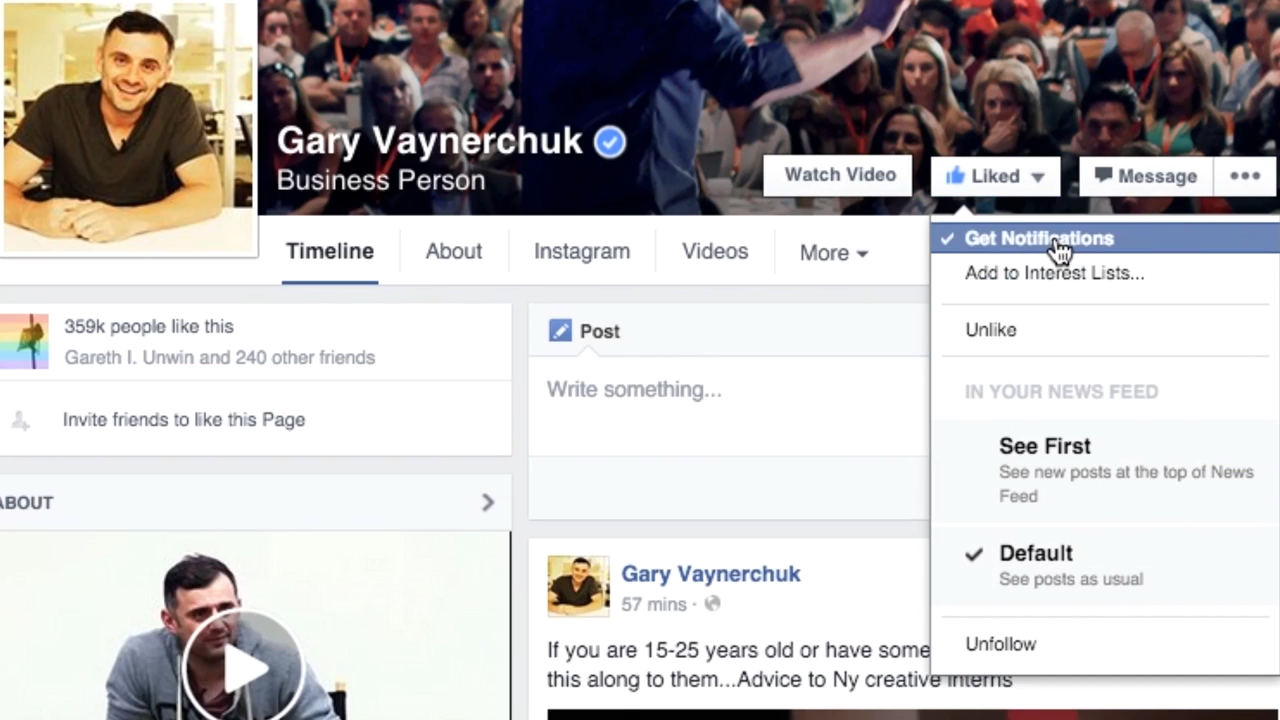 Gary Vaynerchuk
Business Person
Watch Video
Liked
Message
Timeline
About
Instagram
Videos
More
Get Notifications
Add to Interest Lists...
Unlike
IN YOUR NEWS FEED
See First
See new posts at the top of News
Feed
Default
See posts as usual
Unfollow
359k people like this
Gareth I. Unwin and 240 other friends
Invite friends to like this Page
ABOUT
Post
Write something...
Gary Vaynerchuk
57 mins ·
If you are 15-25 years old or have some
this along to them...Advice to Ny creative interns